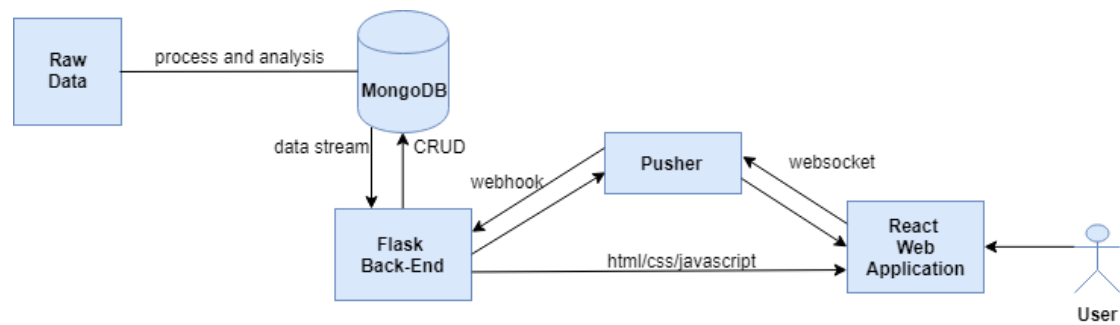 Raw
Data
process and analysis
MongoDB
data stream
CRUD
webhook
Pusher
websocket
Flask
Back-End
html/css/javascript
React
Web
Application
User